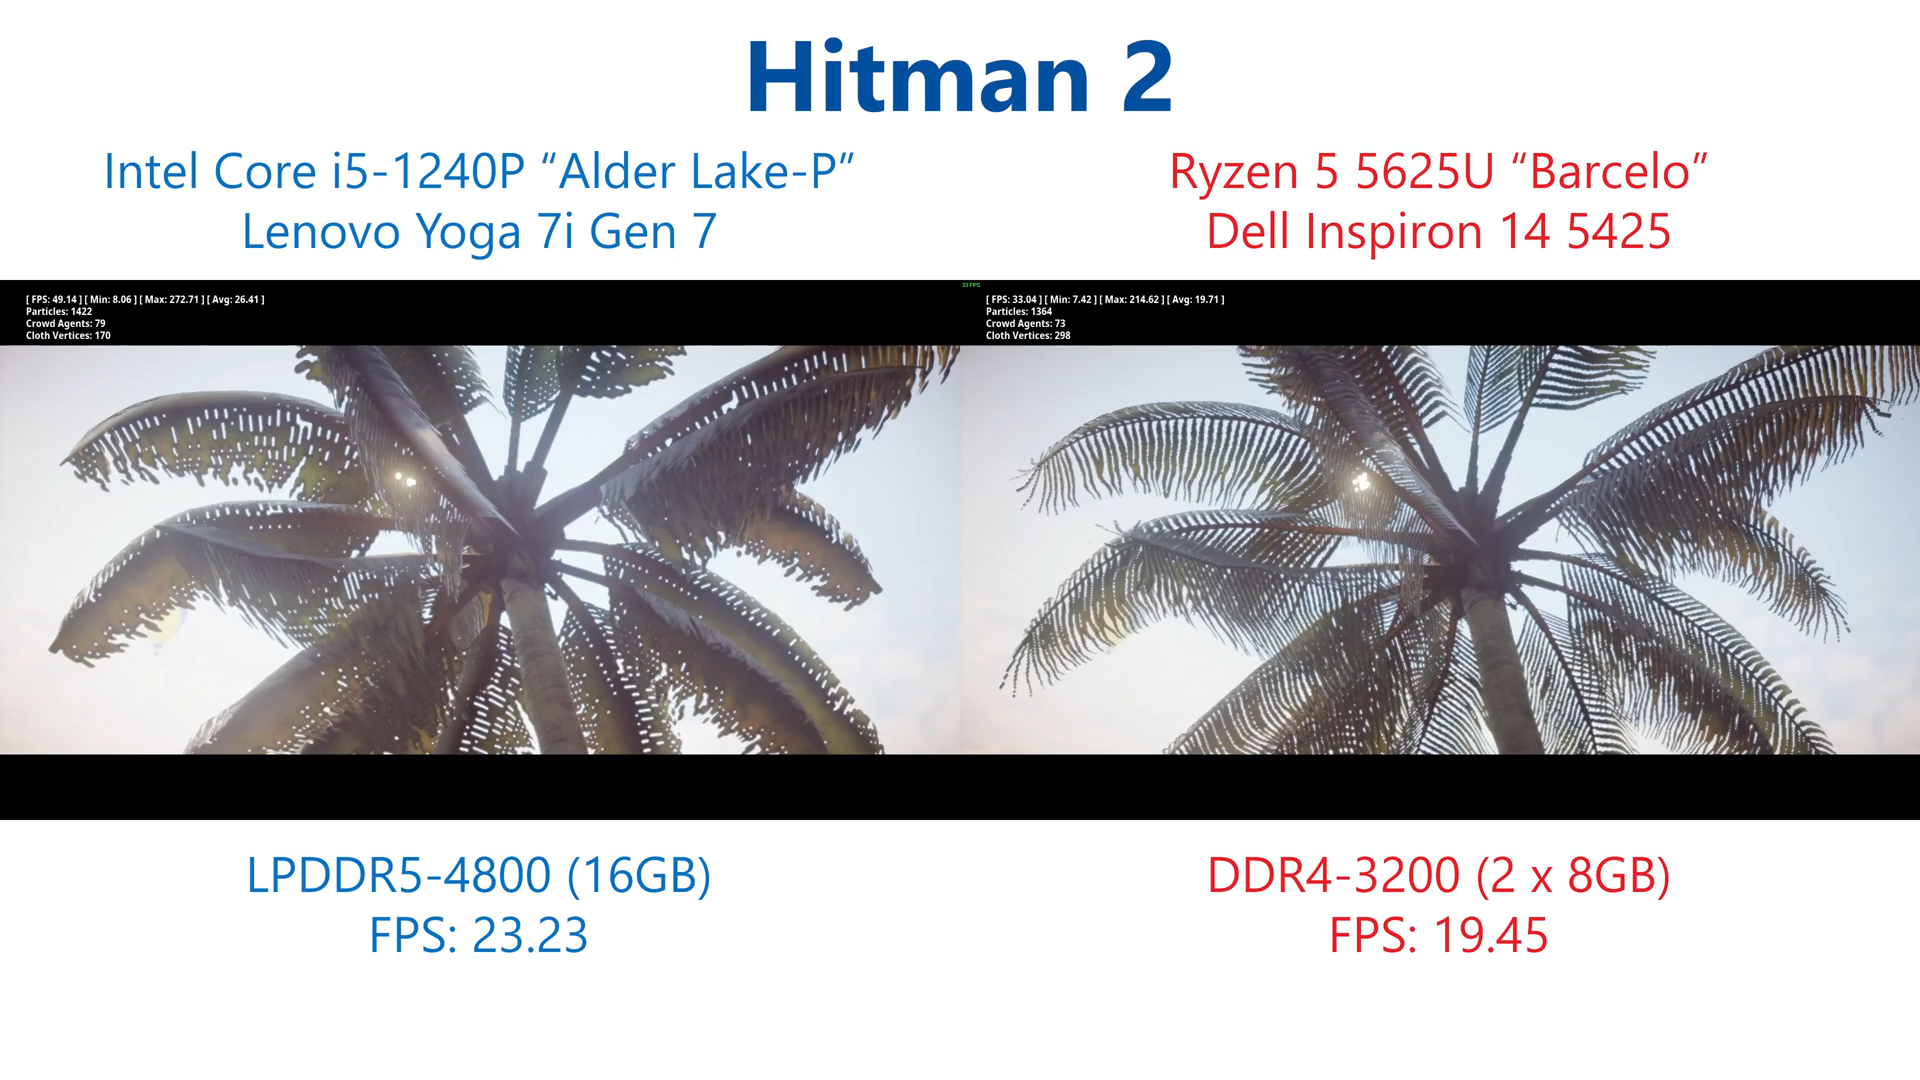 Hitman 2
Intel Core i5-1240P “Alder Lake-P”
Lenovo Yoga 7i Gen 7
Ryzen 5 5625U “Barcelo”
Dell Inspiron 14 5425
[ FPS: 49.14 ] [ Min: 8.06 ] [ Max: 272.71 ] [ Avg: 26.41 ]
Particles: 1422
Crowd Agents: 79
Cloth Vertices: 170
33 FPS
[ FPS: 33.04 ] [ Min: 7.42 ] [ Max: 214.62 ] [ Avg: 19.71 ]
Particles: 1364
Crowd Agents: 73
Cloth Vertices: 298
LPDDR5-4800 (16GB)
FPS: 23.23
DDR4-3200 (2 x 8GB)
FPS: 19.45